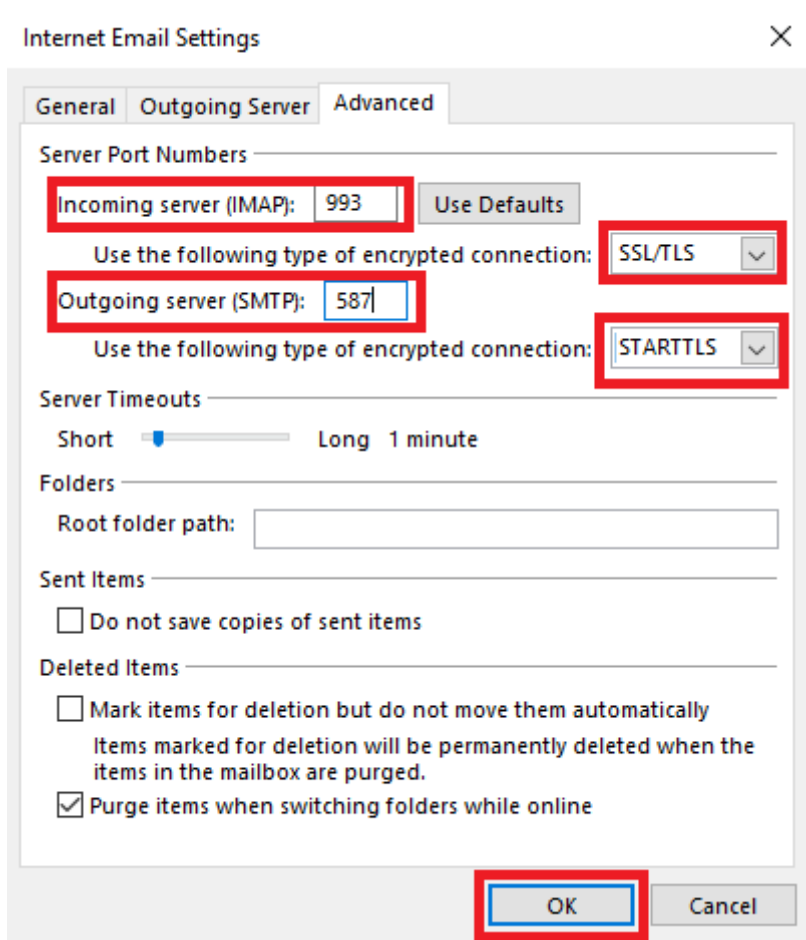 Internet Email Settings
General Outgoing Server Advanced
Server Port Numbers
Incoming server (IMAP): 993 Use Defaults
Use the following type of encrypted connection: SSL/TLS
Outgoing server (SMTP): 587
Use the following type of encrypted connection: STARTTLS
Server Timeouts
Short Long 1 minute
Folders
Root folder path:
Sent Items
Do not save copies of sent items
Deleted Items
Mark items for deletion but do not move them automatically
Items marked for deletion will be permanently deleted when the
items in the mailbox are purged.
Purge items when switching folders while online
OK Cancel